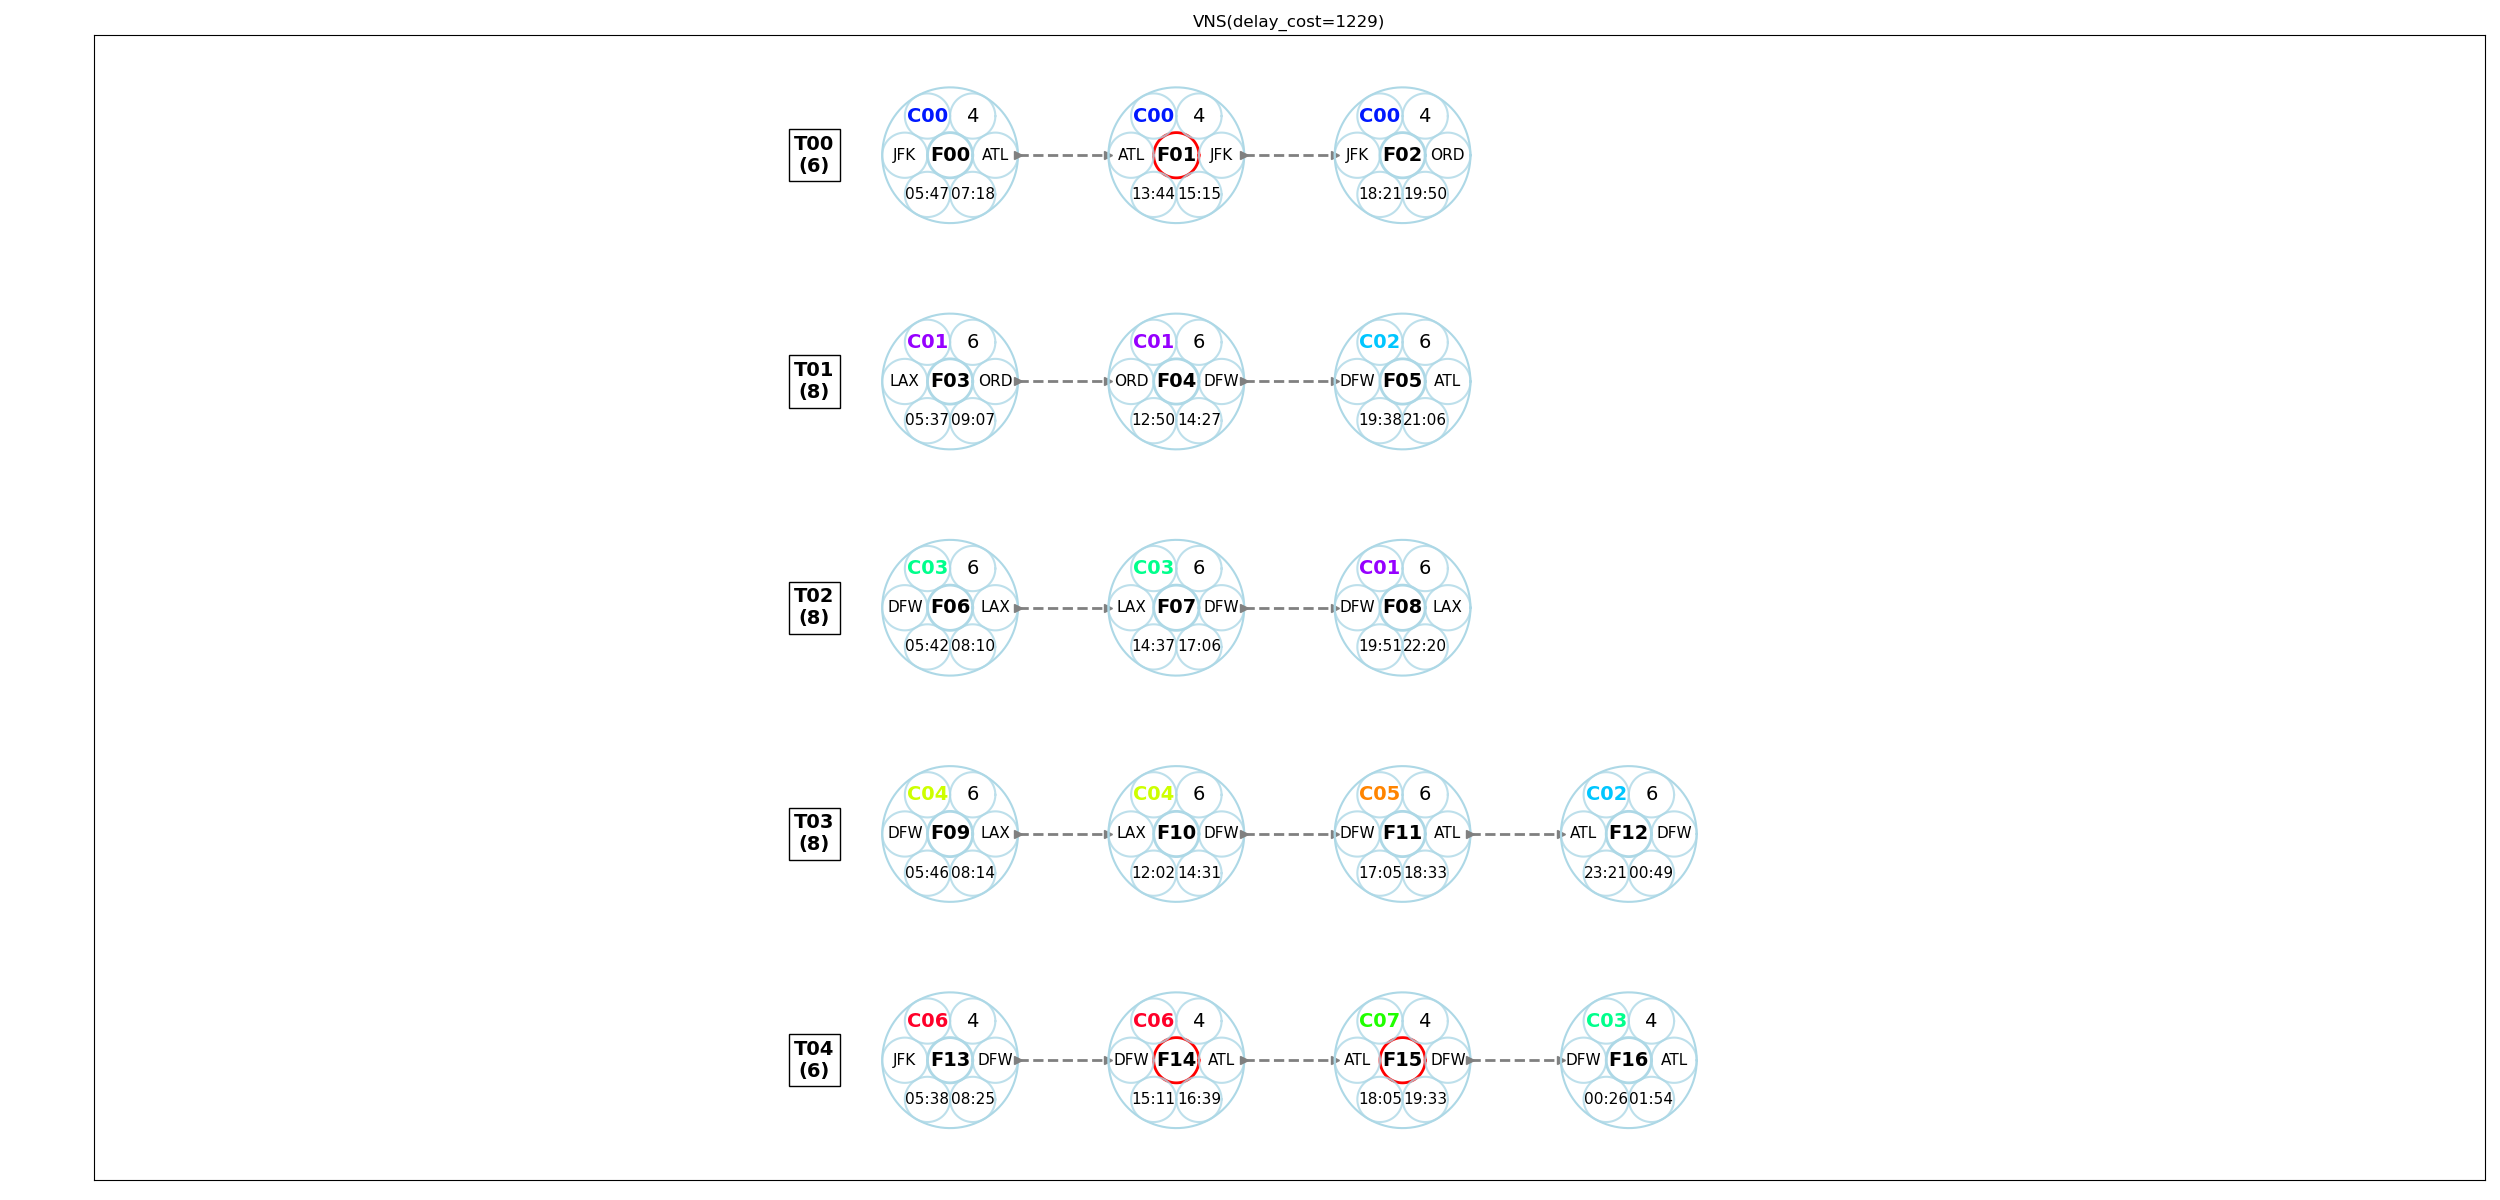 VNS(delay_cost=1229)
T00
(6)
C00 4
JFK F00 ATL
05:47 07:18
C00 4
ATL F01 JFK
13:44 15:15
C00 4
JFK F02 ORD
18:21 19:50
T01
(8)
C01 6
LAX F03 ORD
05:37 09:07
C01 6
ORD F04 DFW
12:50 14:27
C02 6
DFW F05 ATL
19:38 21:06
T02
(8)
C03 6
DFW F06 LAX
05:42 08:10
C03 6
LAX F07 DFW
14:37 17:06
C01 6
DFW F08 LAX
19:51 22:20
T03
(8)
C04 6
DFW F09 LAX
05:46 08:14
C04 6
LAX F10 DFW
12:02 14:31
C05 6
DFW F11 ATL
17:05 18:33
C02 6
ATL F12 DFW
23:21 00:49
T04
(6)
C06 4
JFK F13 DFW
05:38 08:25
C06 4
DFW F14 ATL
15:11 16:39
C07 4
ATL F15 DFW
18:05 19:33
C03 4
DFW F16 ATL
00:26 01:54